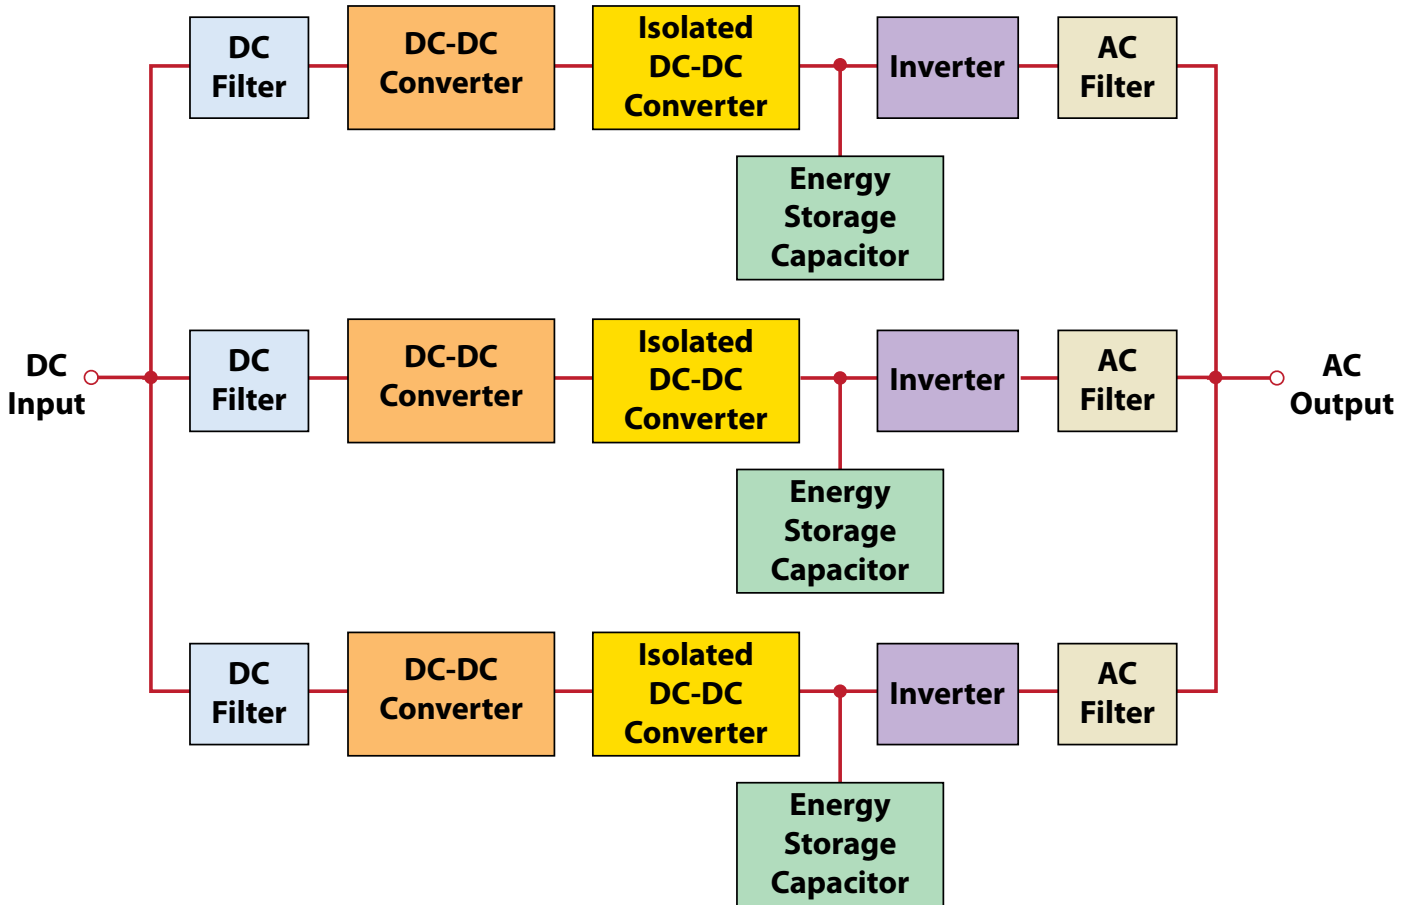 DC
Input
DC
Filter
DC-DC
Converter
Isolated
DC-DC
Converter
Inverter
AC
Filter
Energy
Storage
Capacitor
DC
Filter
DC-DC
Converter
Isolated
DC-DC
Converter
Inverter
AC
Filter
Energy
Storage
Capacitor
DC
Filter
DC-DC
Converter
Isolated
DC-DC
Converter
Inverter
AC
Filter
Energy
Storage
Capacitor
AC
Output